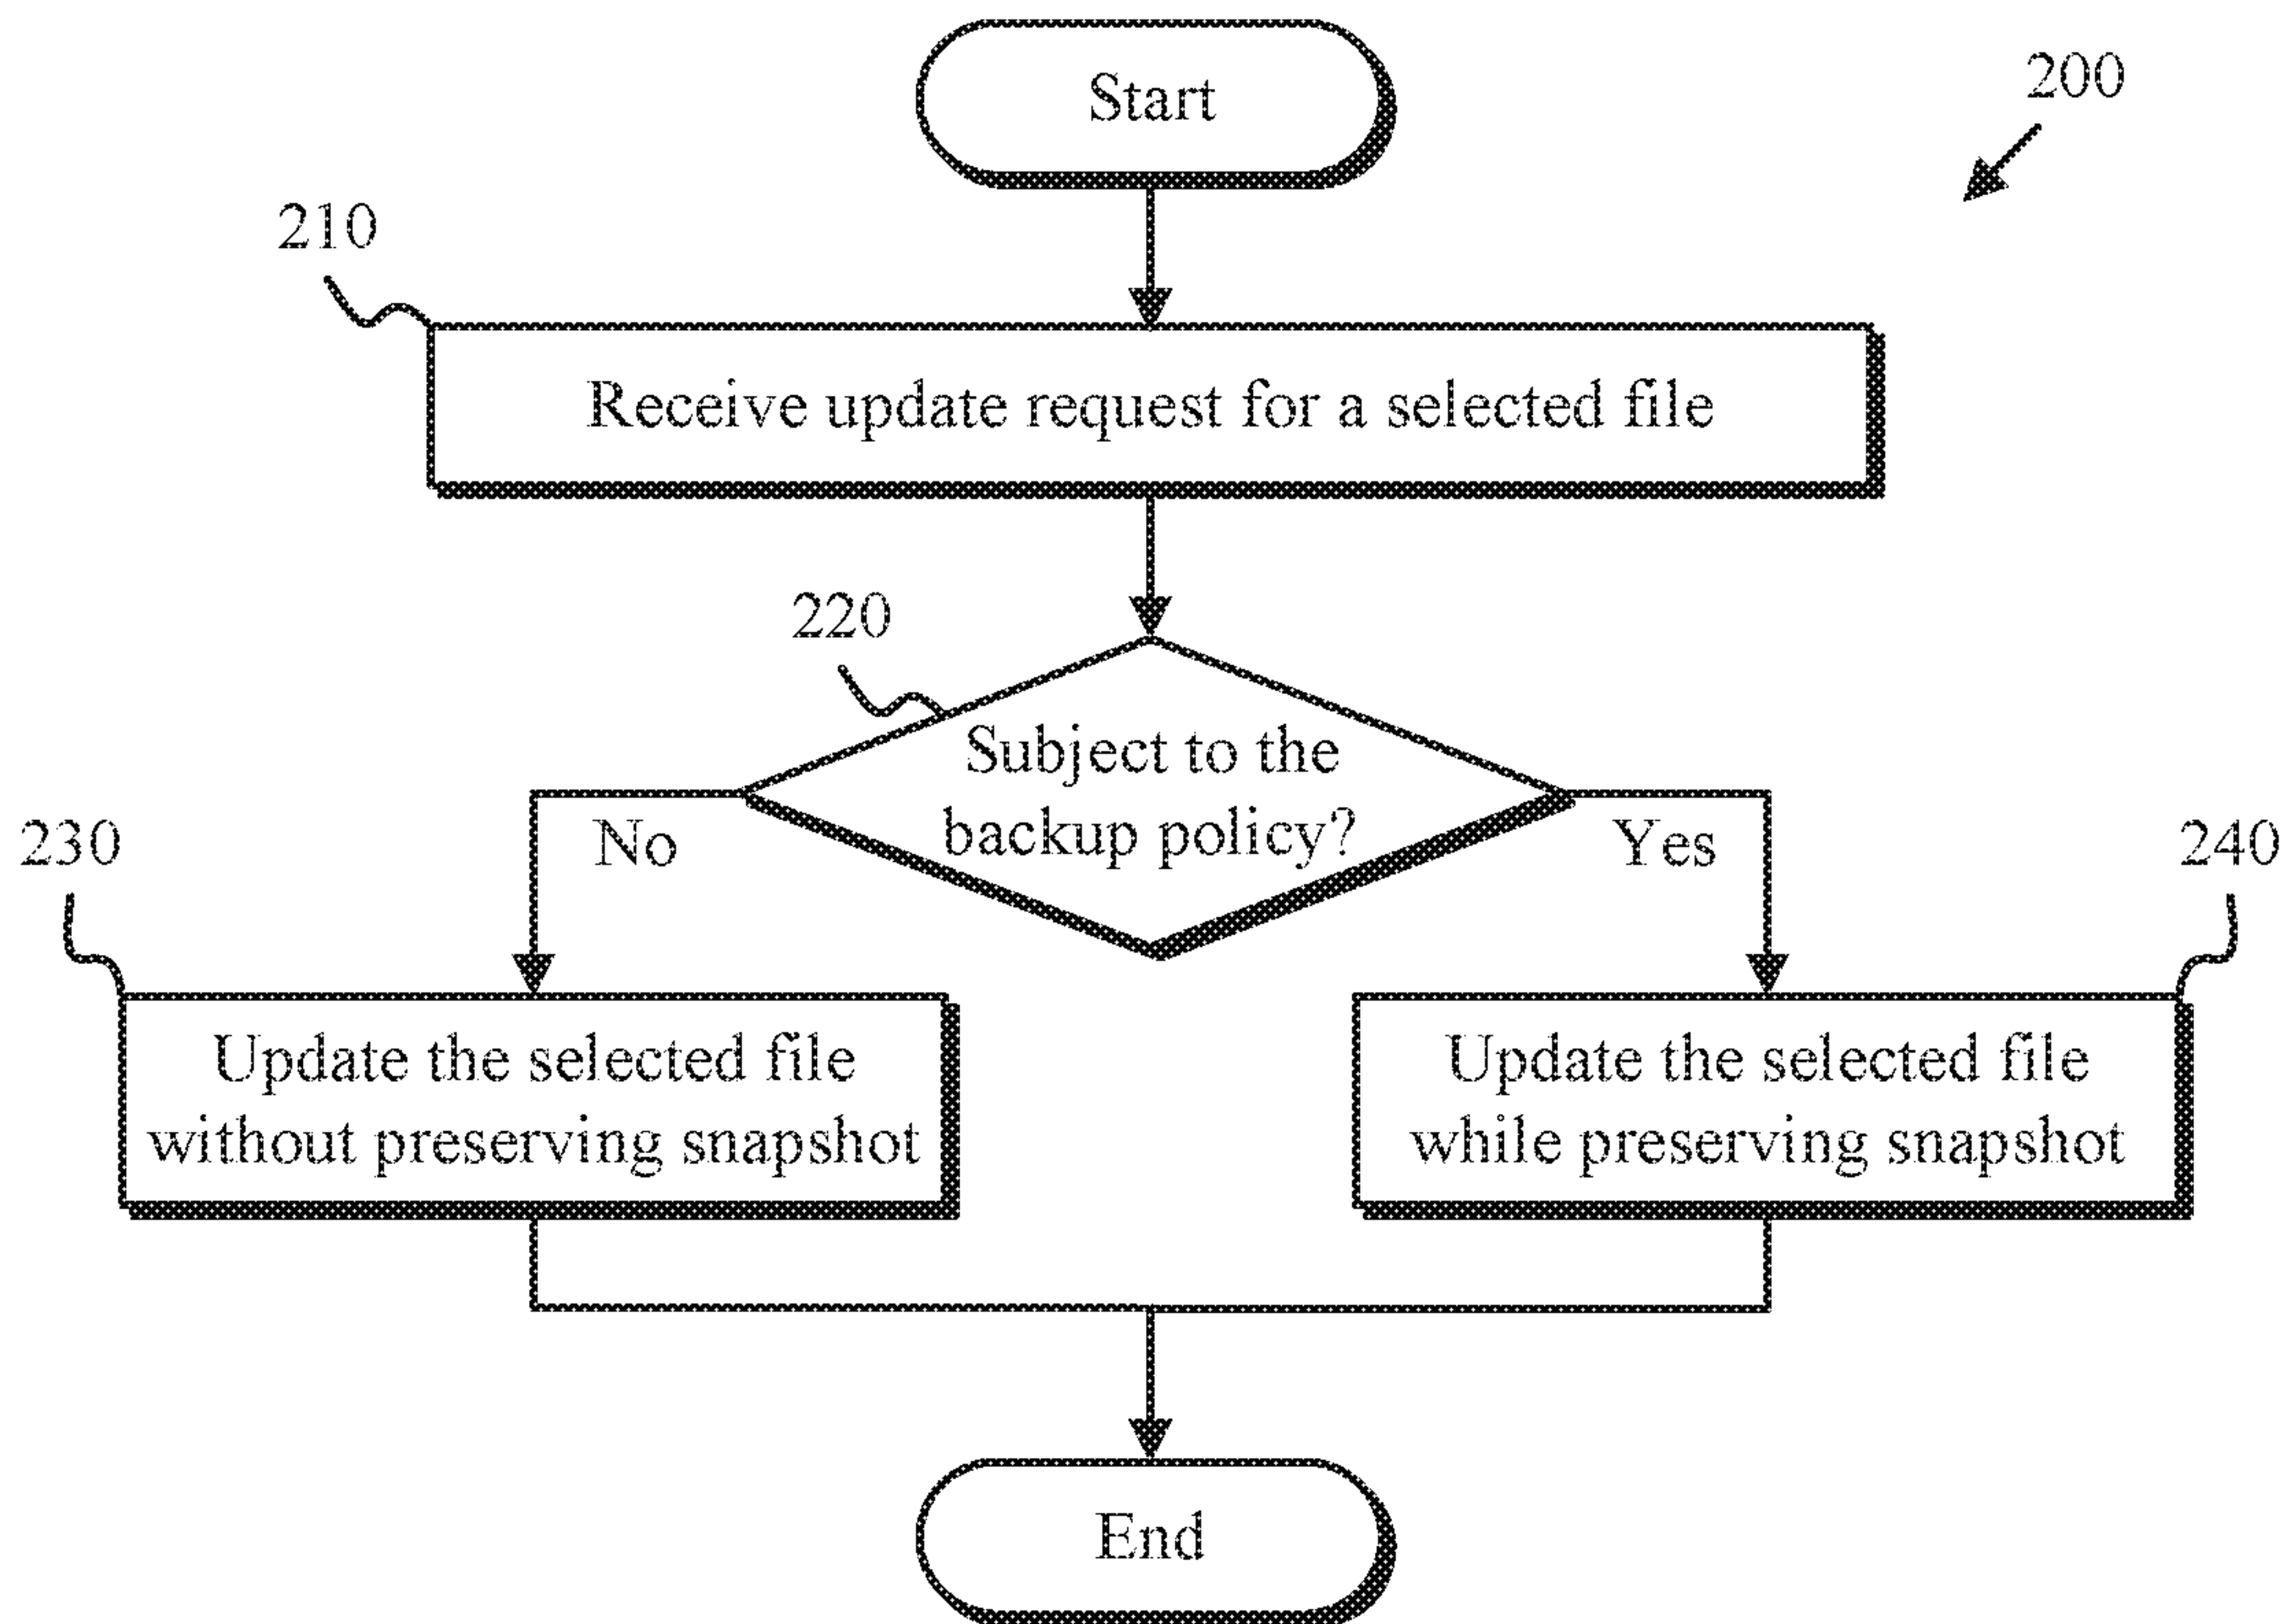 Start
200
210
Receive update request for a selected file
220
Subject to the
backup policy?
No
Yes
230
240
Update the selected file
without preserving snapshot
Update the selected file
while preserving snapshot
End